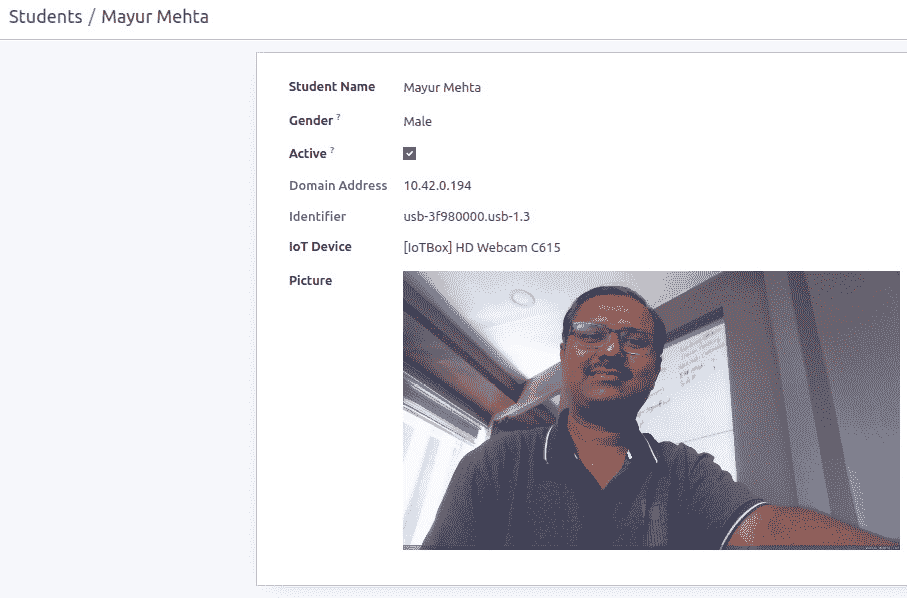 Students / Mayur Mehta
Student Name Mayur Mehta
Gender ? Male
Active ?
Domain Address 10.42.0.194
Identifier usb-3f980000.usb-1.3
IoT Device [IoTBox] HD Webcam C615
Picture